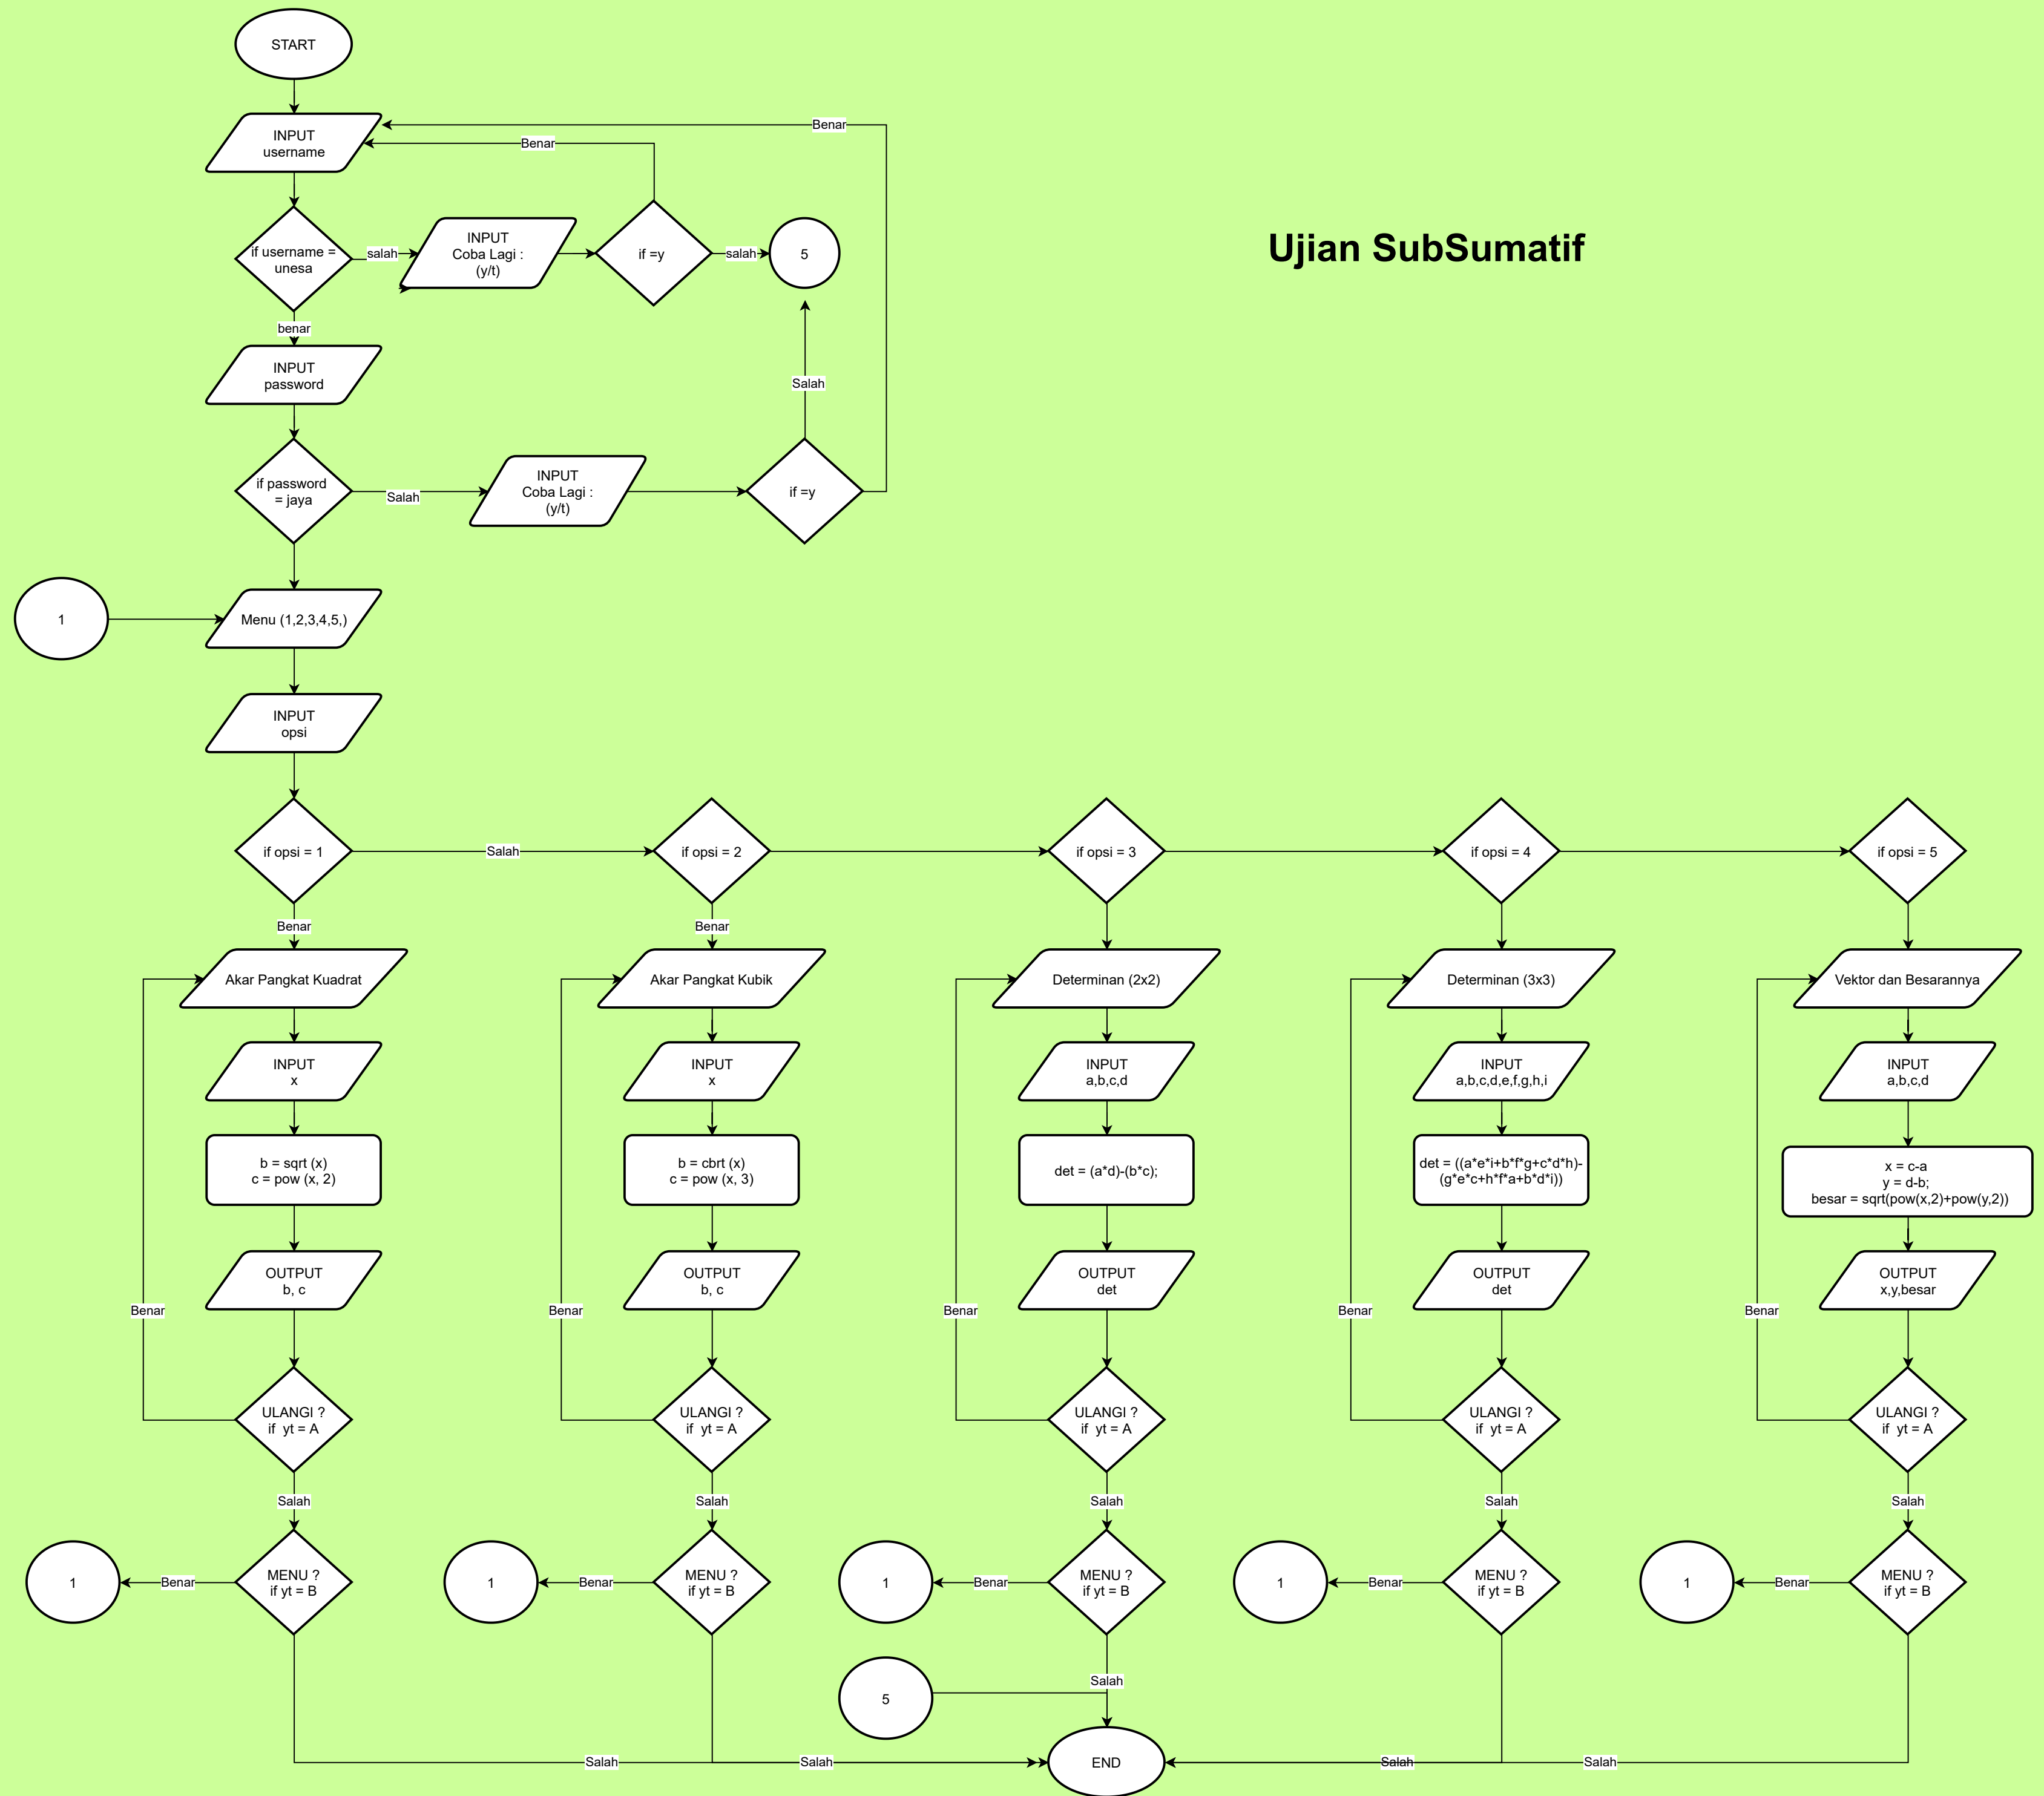 START
INPUT
username
Benar
Benar
if username =
unesa
salah
INPUT
Coba Lagi :
(y/t)
if =y
salah
5
Ujian SubSumatif
benar
INPUT
password
Salah
if password
= jaya
Salah
INPUT
Coba Lagi :
(y/t)
if =y
1
Menu (1,2,3,4,5,)
INPUT
opsi
if opsi = 1
Salah
if opsi = 2
if opsi = 3
if opsi = 4
if opsi = 5
Benar
Benar
Akar Pangkat Kuadrat
Akar Pangkat Kubik
Determinan (2x2)
Determinan (3x3)
Vektor dan Besarannya
INPUT
x
INPUT
x
INPUT
a,b,c,d
INPUT
a,b,c,d,e,f,g,h,i
INPUT
a,b,c,d
b = sqrt (x)
c = pow (x, 2)
b = cbrt (x)
c = pow (x, 3)
det = (a*d)-(b*c);
det = ((a*e*i+b*f*g+c*d*h)-
(g*e*c+h*f*a+b*d*i))
x = c-a
y = d-b;
besar = sqrt(pow(x,2)+pow(y,2))
OUTPUT
b, c
OUTPUT
b, c
OUTPUT
det
OUTPUT
det
OUTPUT
x,y,besar
Benar
Benar
Benar
Benar
Benar
ULANGI ?
if yt = A
ULANGI ?
if yt = A
ULANGI ?
if yt = A
ULANGI ?
if yt = A
ULANGI ?
if yt = A
Salah
Salah
Salah
Salah
Salah
1
Benar
MENU ?
if yt = B
1
Benar
MENU ?
if yt = B
1
Benar
MENU ?
if yt = B
1
Benar
MENU ?
if yt = B
1
Benar
MENU ?
if yt = B
Salah
5
Salah
Salah
END
Salah
Salah